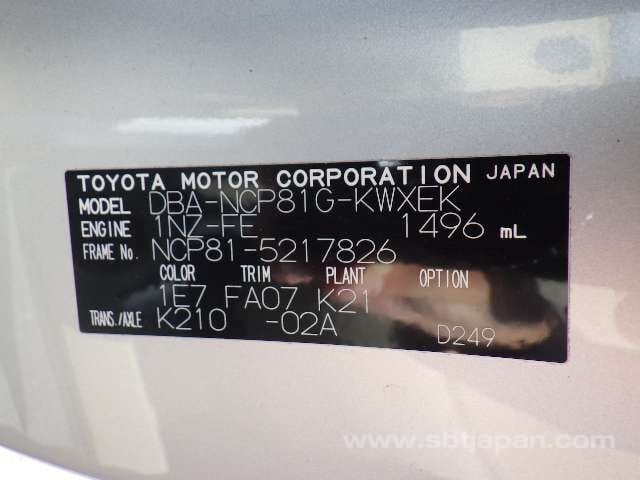 TOYOTA MOTOR CORPORATION JAPAN
MODEL DBA-NCP81G-KWXEK
ENGINE 1NZ-FE 1496 mL
FRAME No. NCP81-5217826
COLOR TRIM PLANT OPTION
1E7 FA07 K21
TRANS./AXLE K210 -02A
D249
www.sbtjapan.com